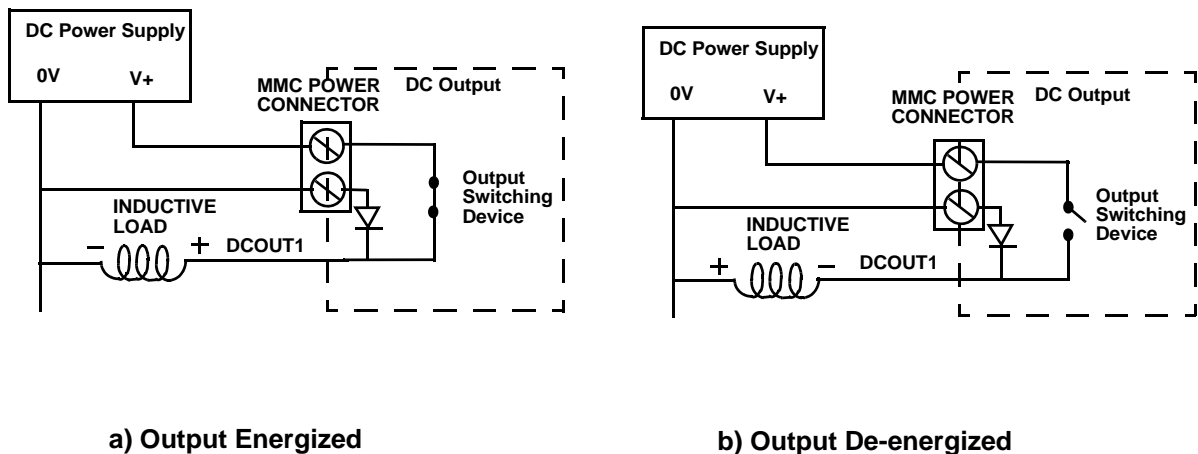 DC Power Supply
0V V+
MMC POWER
CONNECTOR
DC Output
Output
Switching
Device
INDUCTIVE
LOAD
– +
DCOUT1
a) Output Energized
DC Power Supply
0V V+
MMC POWER
CONNECTOR
DC Output
Output
Switching
Device
INDUCTIVE
LOAD
+ –
DCOUT1
b) Output De-energized